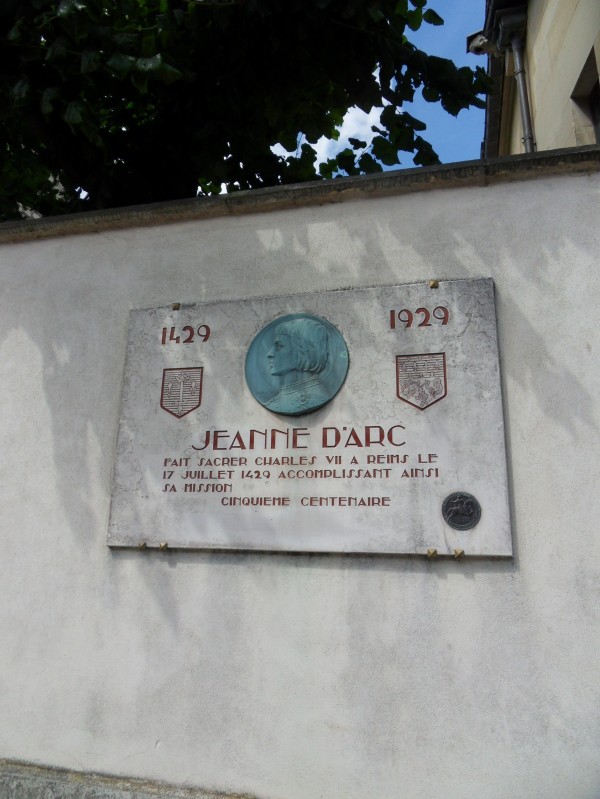 1429 1929
JEANNE D'ARC
FAIT SACRER CHARLES VII A REIMS LE
17 JUILLET 1429 ACCOMPLISSANT AINSI
SA MISSION
CINQUIEME CENTENAIRE